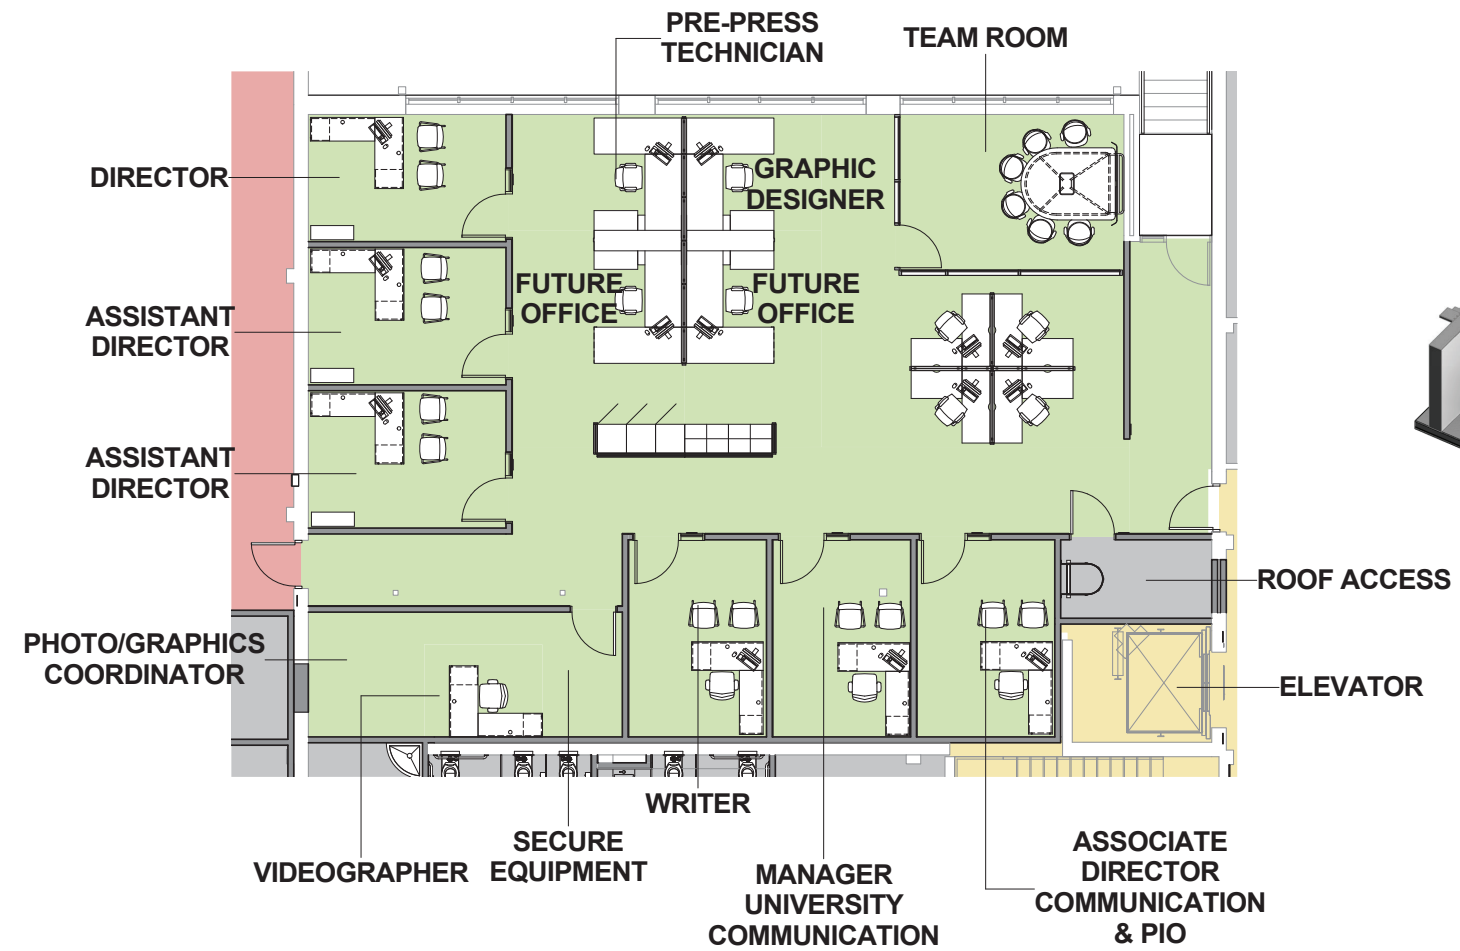 PRE-PRESS
TECHNICIAN
TEAM ROOM
DIRECTOR
GRAPHIC
DESIGNER
ASSISTANT
DIRECTOR
FUTURE
OFFICE
FUTURE
OFFICE
ASSISTANT
DIRECTOR
ROOF ACCESS
PHOTO/GRAPHICS
COORDINATOR
ELEVATOR
WRITER
VIDEOGRAPHER
SECURE
EQUIPMENT
MANAGER
UNIVERSITY
COMMUNICATION
ASSOCIATE
DIRECTOR
COMMUNICATION
& PIO